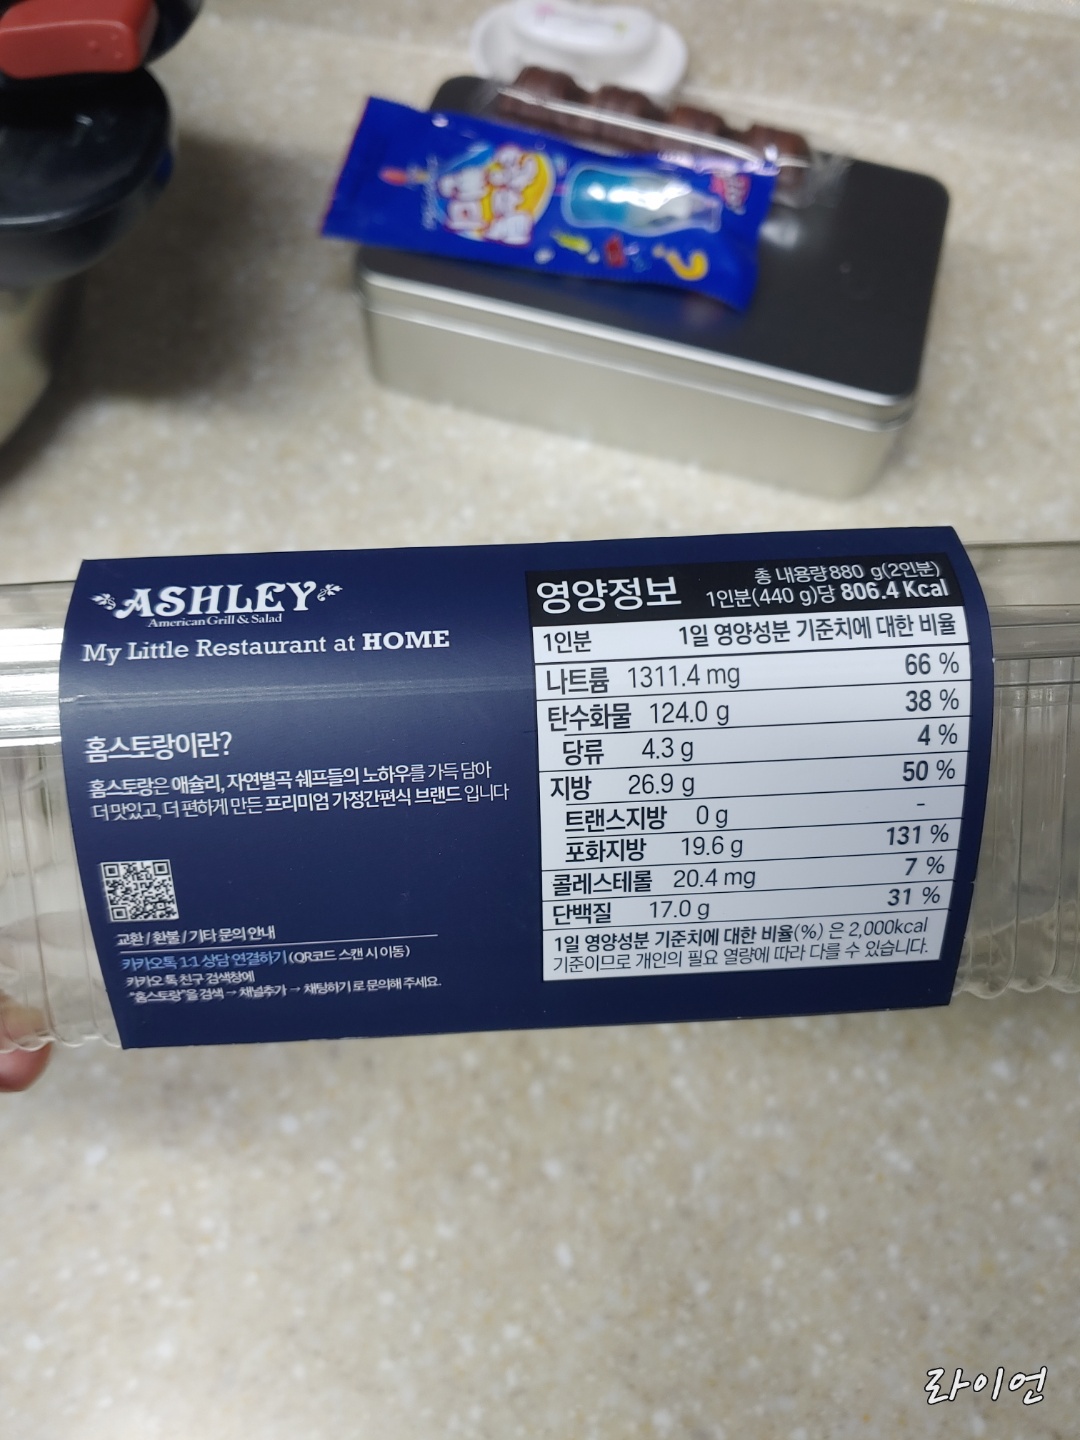 ASHLEY
American Grill & Salad
My Little Restaurant at HOME
홈스토랑이란?
홈스토랑은 애슐리, 자연별곡 쉐프들의 노하우를 가득 담아
더 맛있고, 더 편하게 만든 프리미엄 가정간편식 브랜드 입니다
교환 / 환불 / 기타 문의 안내
카카오톡 1:1 상담 연결하기 (QR코드 스캔 시 이동)
카카오 톡 친구 검색창에
"홈스토랑"을 검색 → 채널추가 → 채팅하기 로 문의해 주세요.
영양정보
총 내용량 880 g(2인분)
1인분(440 g)당 806.4 Kcal
1인분 1일 영양성분 기준치에 대한 비율
나트륨 1311.4 mg 66 %
탄수화물 124.0 g 38 %
당류 4.3 g 4 %
지방 26.9 g 50 %
트랜스지방 0 g -
포화지방 19.6 g 131 %
콜레스테롤 20.4 mg 7 %
단백질 17.0 g 31 %
1일 영양성분 기준치에 대한 비율(%) 은 2,000kcal
기준이므로 개인의 필요 열량에 따라 다를 수 있습니다.
라이언